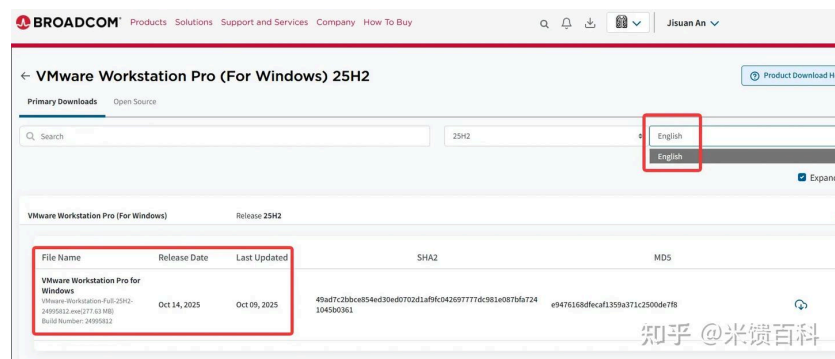 BROADCOM Products Solutions Support and Services Company How To Buy Jisuan An
VMware Workstation Pro (For Windows) 25H2
Product Download H
Primary Downloads Open Source
Search 25H2 English
English
Expand
VMware Workstation Pro (For Windows) Release 25H2
File Name Release Date Last Updated SHA2 MD5
VMware Workstation Pro for
Windows
VMware-Workstation-Full-25H2-
24995812.exe(277.63 MB)
Build Number: 24995812
Oct 14, 2025 Oct 09, 2025
49ad7c2bbce854ed30ed0702d1af9fc042697777dc981e087bfa724
1045b0361
e9476168dfecaf1359a371c2500de7f8
知乎 @米馈百科